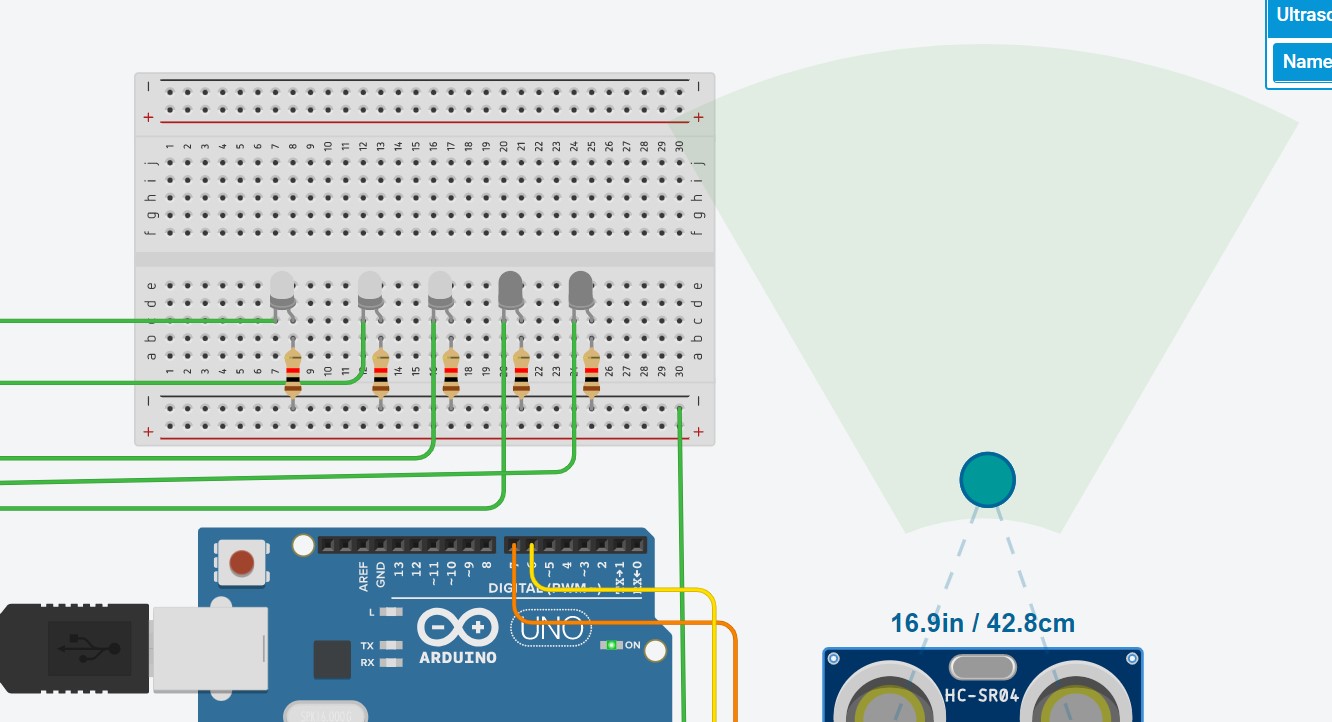 Ultraso
Name
− −
+ +
1 2 3 4 5 6 7 8 9 10 11 12 13 14 15 16 17 18 19 20 21 22 23 24 25 26 27 28 29 30
j j
i i
h h
g g
f f
e e
d d
c c
b b
a a
1 2 3 4 5 6 7 8 9 10 11 12 13 14 15 16 17 18 19 20 21 22 23 24 25 26 27 28 29 30
− −
+ +
AREF GND 13 12 ~11 ~10 ~9 8 7 6 ~5 4 ~3 2 TX→1 RX←0
DIGITAL (PWM ~)
L
TX
RX
UNO
ARDUINO
ON
16.9in / 42.8cm
HC-SR04